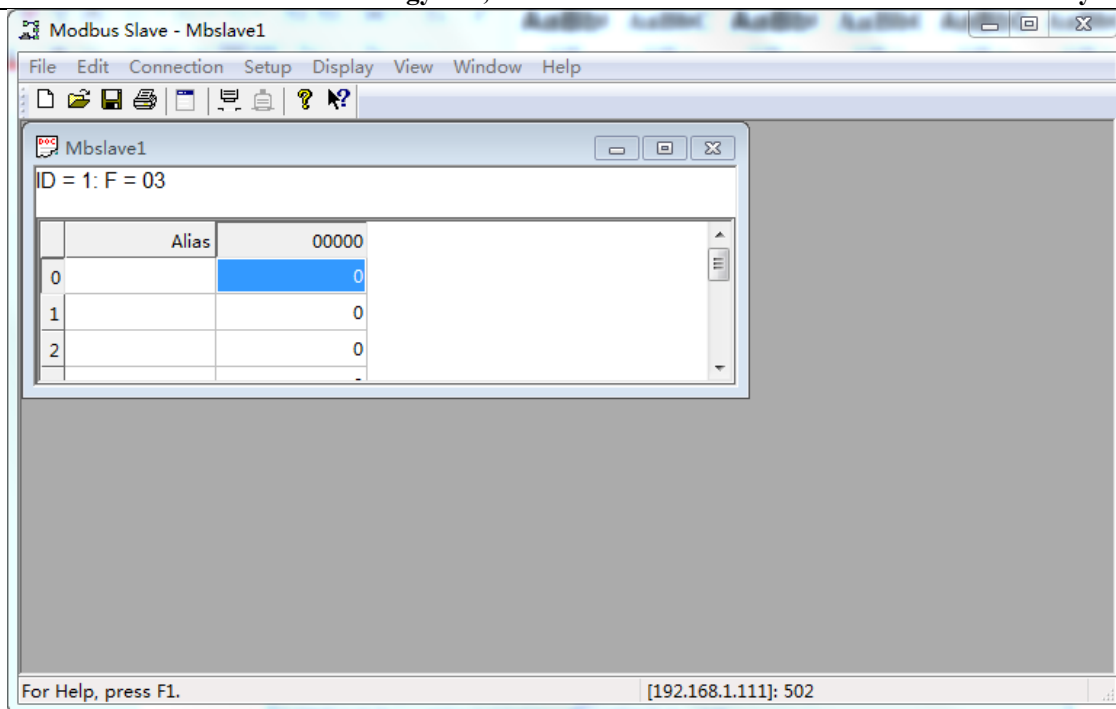 Modbus Slave - Mbslave1
File Edit Connection Setup Display View Window Help
Mbslave1
ID = 1: F = 03
Alias 00000
0 0
1 0
2 0
For Help, press F1. [192.168.1.111]: 502